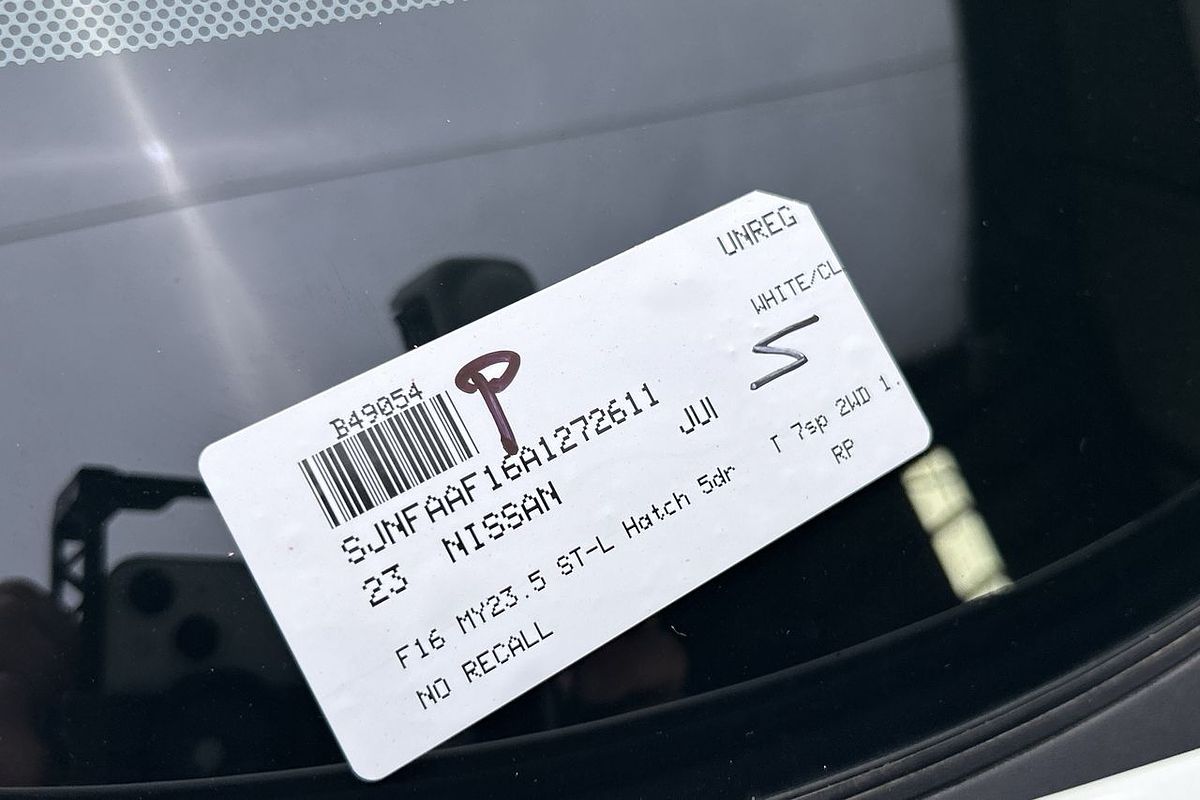 UNREG
B49054 P WHITE/CL
SJNFAAF16A1272611 S
23 NISSAN JUI
F16 MY23.5 ST-L Hatch 5dr T 7sp 2WD 1.
NO RECALL RP